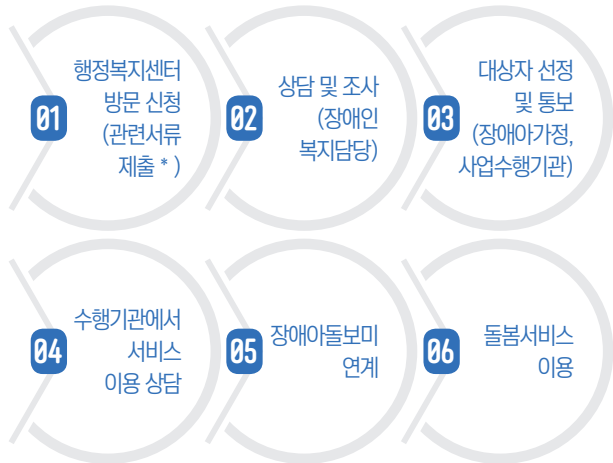 01
행정복지센터
방문 신청
(관련서류
제출 * )
02
상담 및 조사
(장애인
복지담당)
03
대상자 선정
및 통보
(장애아가정,
사업수행기관)
04
수행기관에서
서비스
이용 상담
05
장애아돌보미
연계
06
돌봄서비스
이용